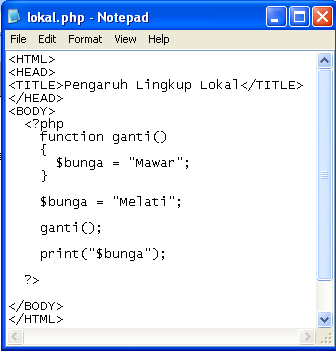 lokal.php - Notepad
File Edit Format View Help
<HTML>
<HEAD>
<TITLE>Pengaruh Lingkup Lokal</TITLE>
</HEAD>
<BODY>
  <?php
    function ganti()
    {
      $bunga = "Mawar";
    }

    $bunga = "Melati";

    ganti();

    print("$bunga");

  ?>

</BODY>
</HTML>